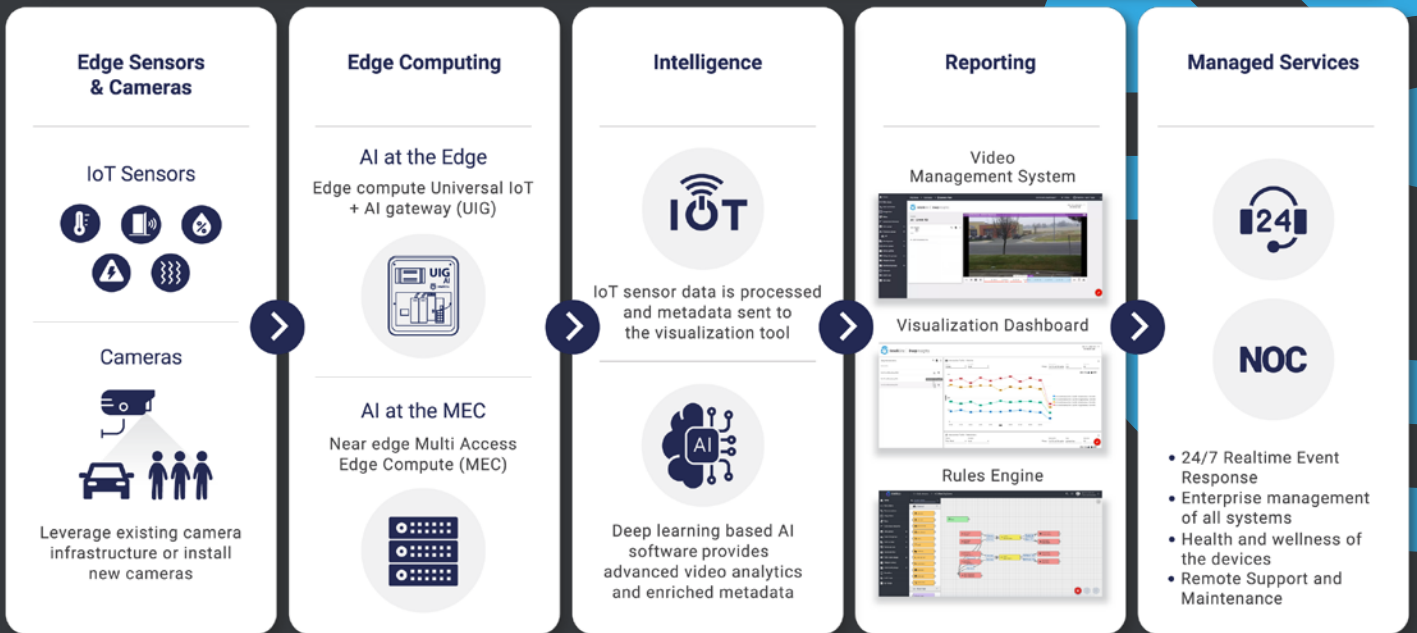 Edge Sensors
& Cameras
IoT Sensors
Cameras
Leverage existing camera
infrastructure or install
new cameras
Edge Computing
AI at the Edge
Edge compute Universal IoT
+ AI gateway (UIG)
UIG
AI
AI at the MEC
Near edge Multi Access
Edge Compute (MEC)
Intelligence
IOT
IoT sensor data is processed
and metadata sent to
the visualization tool
AI
Deep learning based AI
software provides
advanced video analytics
and enriched metadata
Reporting
Video
Management System
Visualization Dashboard
Rules Engine
Managed Services
24
NOC
• 24/7 Realtime Event
Response
• Enterprise management
of all systems
• Health and wellness of
the devices
• Remote Support and
Maintenance